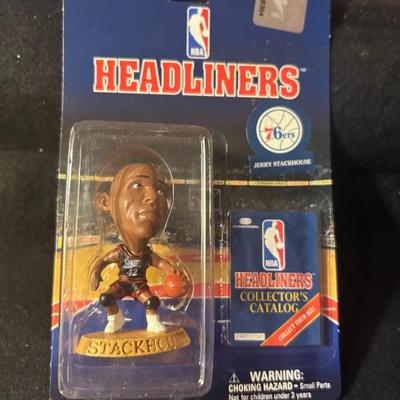 NBA
HEADLINERS
76ers
JERRY STACKHOUSE
42
STACKHOU
NBA
HEADLINERS
COLLECTOR'S
CATALOG
COLLECT THEM ALL!
WARNING:
CHOKING HAZARD - Small Parts
Not for children under 3 years